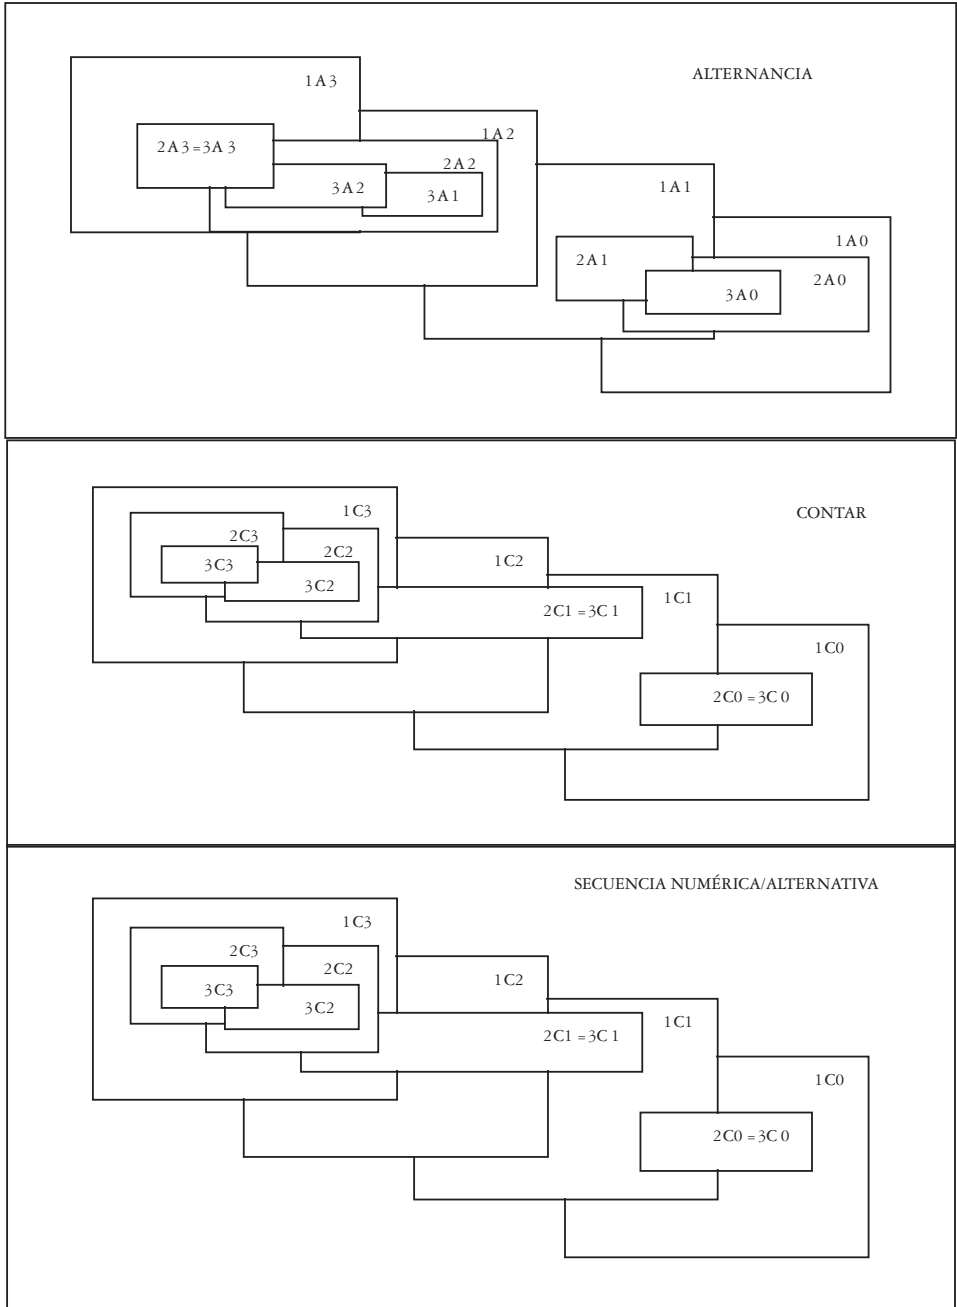 ALTERNANCIA
1A3
1A2
2A3=3A3
2A2
3A2
3A1
1A1
1A0
2A1
2A0
3A0
CONTAR
1C3
2C3
2C2
3C3
3C2
1C2
1C1
2C1=3C1
1C0
2C0=3C0
SECUENCIA NUMÉRICA/ALTERNATIVA
1C3
2C3
2C2
3C3
3C2
1C2
1C1
2C1=3C1
1C0
2C0=3C0